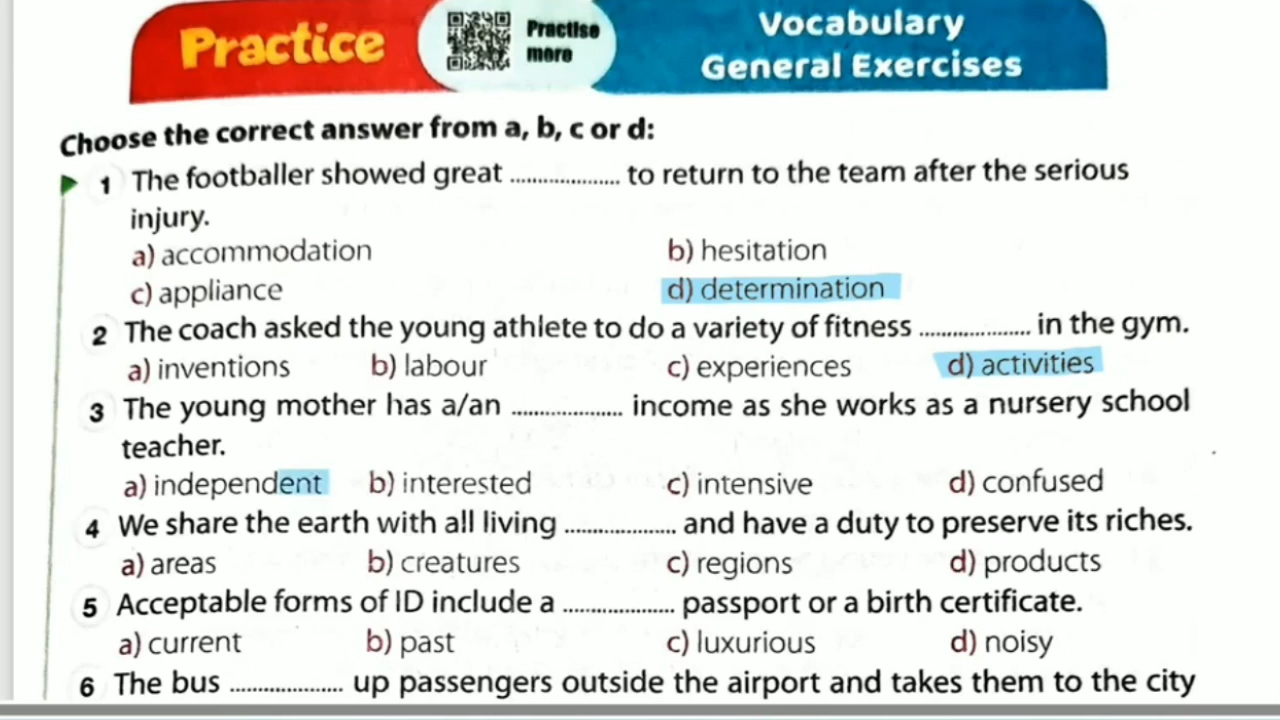 Practice
Practise
more
Vocabulary
General Exercises
Choose the correct answer from a, b, c or d:
1 The footballer showed great .................... to return to the team after the serious
injury.
a) accommodation b) hesitation
c) appliance d) determination
2 The coach asked the young athlete to do a variety of fitness .................... in the gym.
a) inventions b) labour c) experiences d) activities
3 The young mother has a/an .................... income as she works as a nursery school
teacher.
a) independent b) interested c) intensive d) confused
4 We share the earth with all living .................... and have a duty to preserve its riches.
a) areas b) creatures c) regions d) products
5 Acceptable forms of ID include a .................... passport or a birth certificate.
a) current b) past c) luxurious d) noisy
6 The bus .................... up passengers outside the airport and takes them to the city